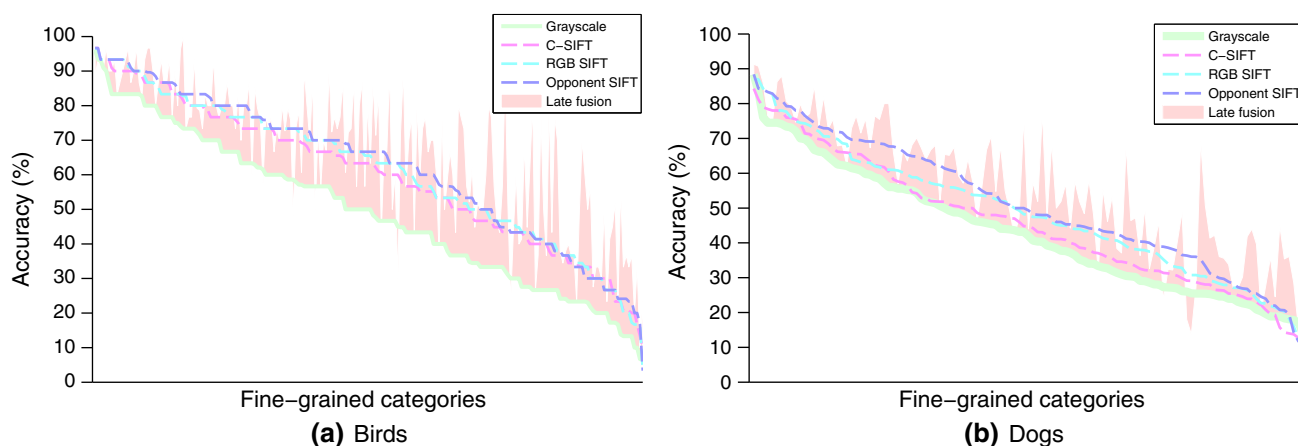 Accuracy (%)
100
90
80
70
60
50
40
30
20
10
0
Grayscale
C−SIFT
RGB SIFT
Opponent SIFT
Late fusion
Fine−grained categories
(a) Birds
Accuracy (%)
100
90
80
70
60
50
40
30
20
10
0
Grayscale
C−SIFT
RGB SIFT
Opponent SIFT
Late fusion
Fine−grained categories
(b) Dogs